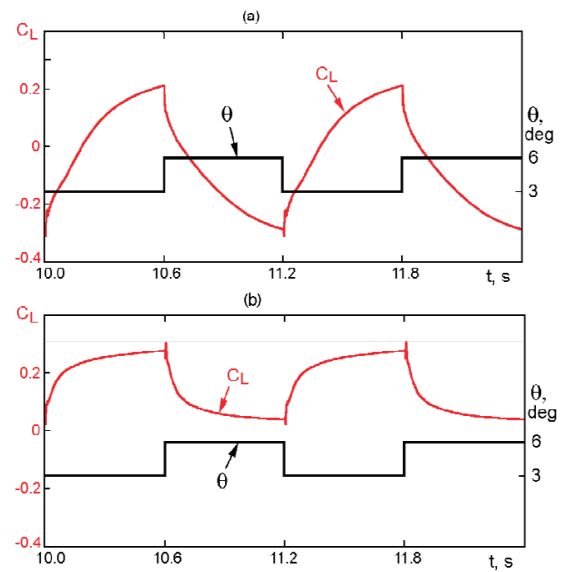 (a)
C_L
0.2
0
-0.2
-0.4
C_L
θ
θ, deg
6
3
10.0 10.6 11.2 11.8 t, s
(b)
C_L
0.2
0
-0.2
-0.4
C_L
θ
θ, deg
6
3
10.0 10.6 11.2 11.8 t, s